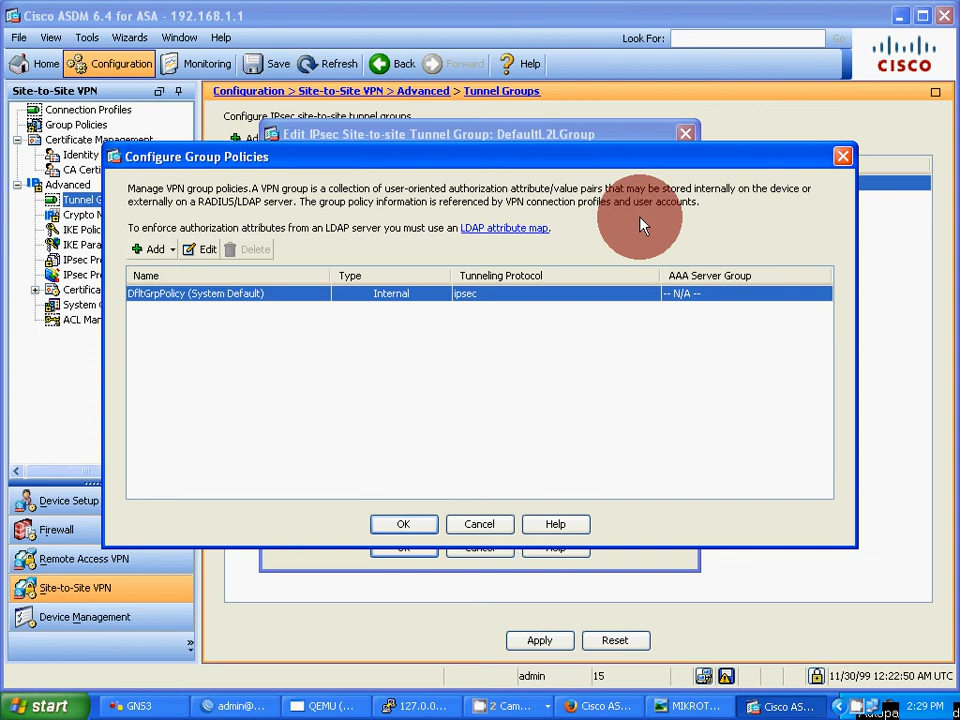 Cisco ASDM 6.4 for ASA - 192.168.1.1
File View Tools Wizards Window Help
Look For: Go
Home Configuration Monitoring Save Refresh Back Forward Help
CISCO
Site-to-Site VPN
Configuration > Site-to-Site VPN > Advanced > Tunnel Groups
Connection Profiles
Group Policies
Certificate Management
Identity
CA Certi
Advanced
Tunnel G
Crypto M
IKE Polic
IKE Para
IPsec Pr
IPsec Pr
Certifica
System O
ACL Man
Configure IPsec site-to-site tunnel groups.
Edit IPsec Site-to-site Tunnel Group: DefaultL2LGroup
Configure Group Policies
Manage VPN group policies.A VPN group is a collection of user-oriented authorization attribute/value pairs that may be stored internally on the device or
externally on a RADIUS/LDAP server. The group policy information is referenced by VPN connection profiles and user accounts.
To enforce authorization attributes from an LDAP server you must use an LDAP attribute map.
Add Edit Delete
Name Type Tunneling Protocol AAA Server Group
DfltGrpPolicy (System Default) Internal ipsec -- N/A --
OK Cancel Help
OK Cancel Help
Device Setup
Firewall
Remote Access VPN
Site-to-Site VPN
Device Management
Apply Reset
admin 15 11/30/99 12:22:50 AM UTC
start GNS3 admin@... QEMU (... 127.0.0... 2 Cam... Cisco AS... MIKROT... Cisco AS... 2:29 PM